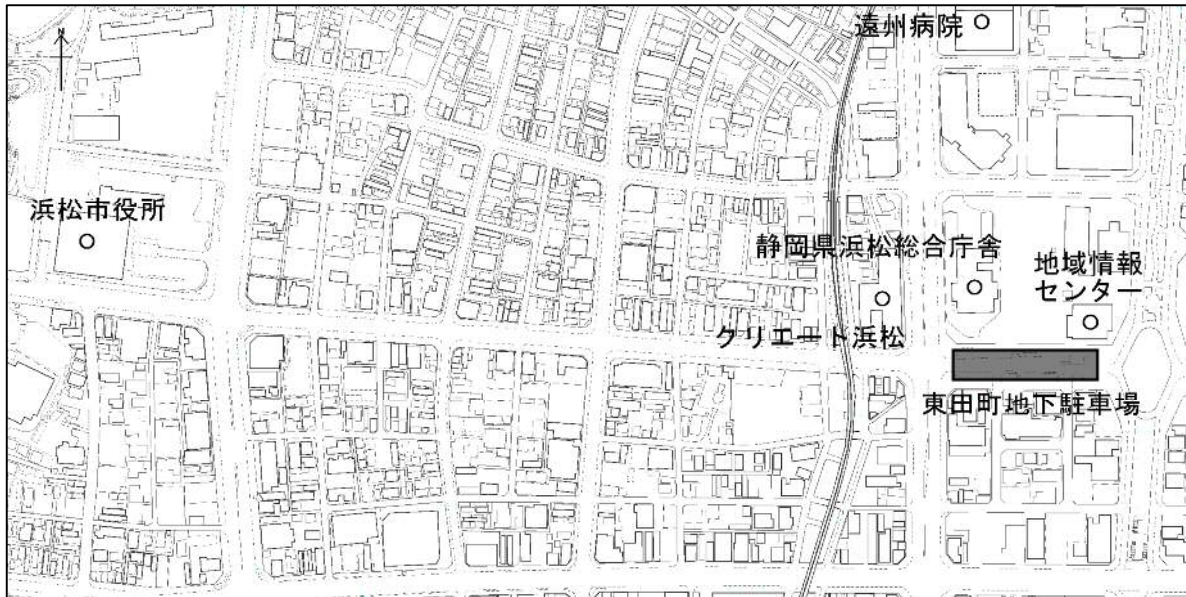 N
遠州病院
浜松市役所
静岡県浜松総合庁舎
地域情報
センター
クリエート浜松
東田町地下駐車場